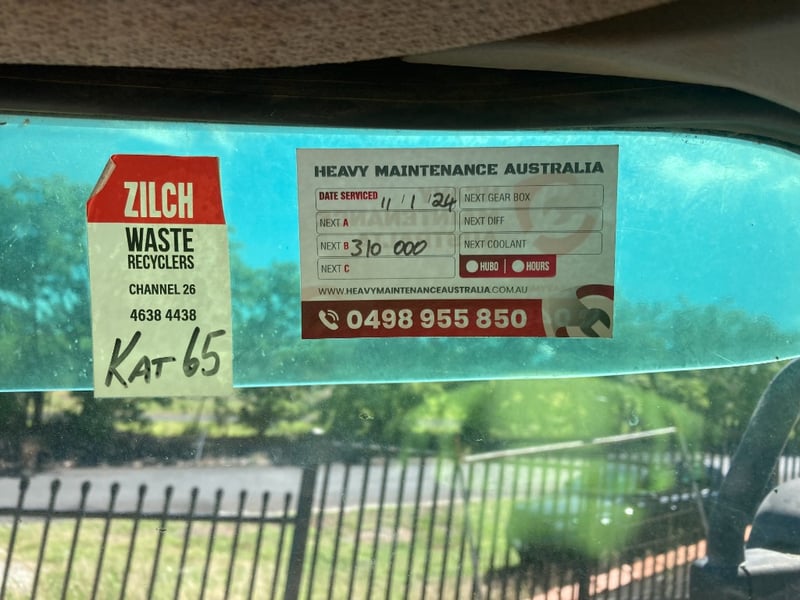 ZILCH
WASTE
RECYCLERS
CHANNEL 26
4638 4438
KAT 65
HEAVY MAINTENANCE AUSTRALIA
DATE SERVICED 11 / 1 / 24
NEXT A
NEXT B 310 000
NEXT C
NEXT GEAR BOX
NEXT DIFF
NEXT COOLANT
HUBO | HOURS
WWW.HEAVYMAINTENANCEAUSTRALIA.COM.AU
0498 955 850